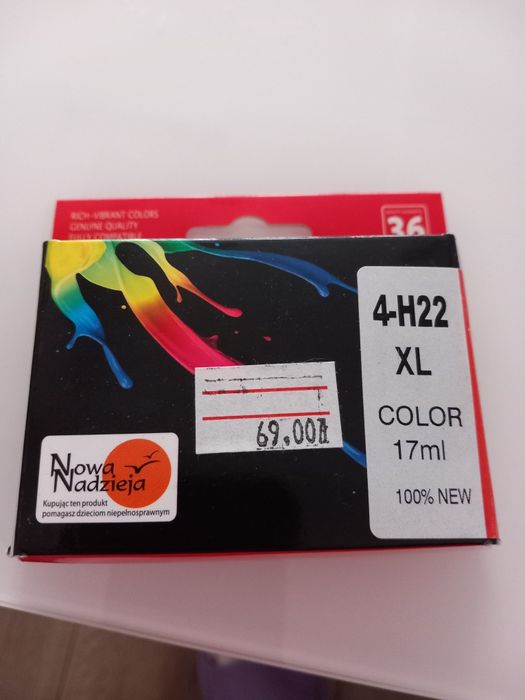 RICH-VIBRANT COLORS
GENUINE QUALITY
FULLY COMPATIBLE
36
4-H22
XL
COLOR
17ml
100% NEW
69,00zł
Nowa
Nadzieja
Kupując ten produkt
pomagasz dzieciom niepełnosprawnym